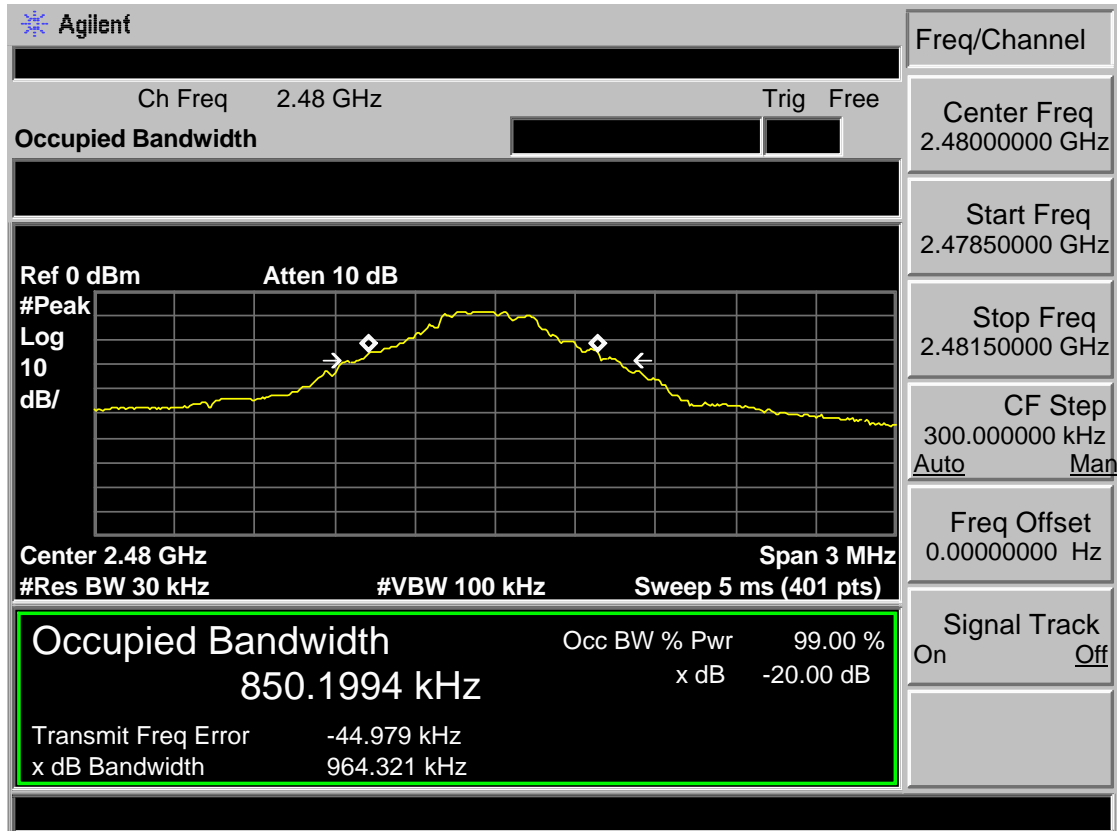 Agilent
Freq/Channel
Ch Freq 2.48 GHz Trig Free
Occupied Bandwidth
Center Freq
2.48000000 GHz
Start Freq
2.47850000 GHz
Stop Freq
2.48150000 GHz
CF Step
300.000000 kHz
Auto Man
Freq Offset
0.00000000 Hz
Signal Track
On Off
Ref 0 dBm Atten 10 dB
#Peak
Log
10
dB/
Center 2.48 GHz Span 3 MHz
#Res BW 30 kHz #VBW 100 kHz Sweep 5 ms (401 pts)
Occupied Bandwidth Occ BW % Pwr 99.00 %
850.1994 kHz x dB -20.00 dB
Transmit Freq Error -44.979 kHz
x dB Bandwidth 964.321 kHz